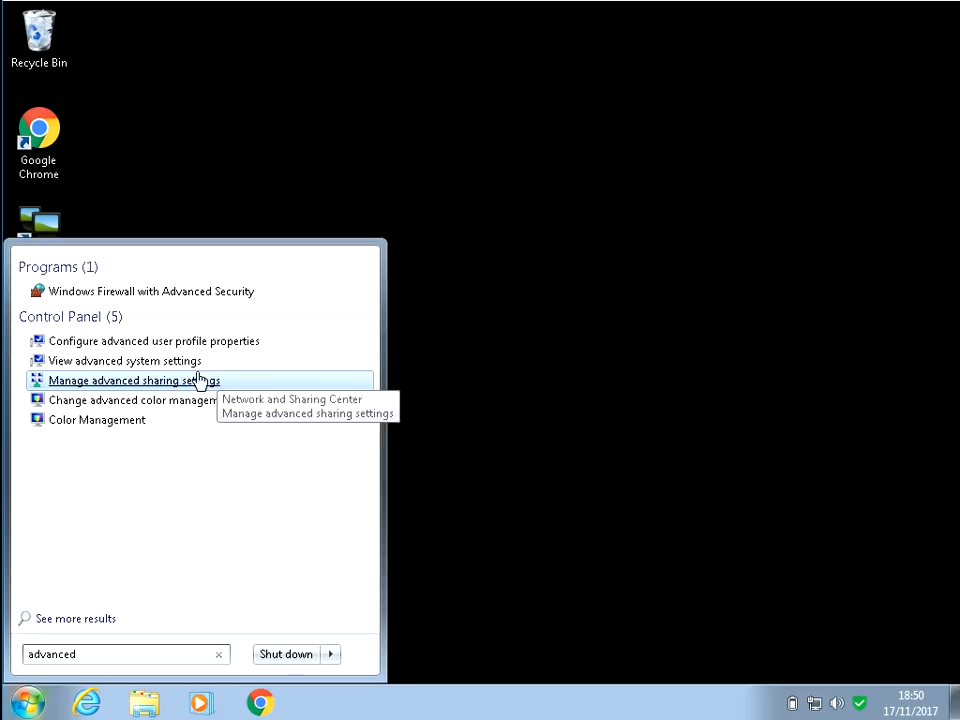 Recycle Bin
Google
Chrome
Programs (1)
Windows Firewall with Advanced Security
Control Panel (5)
Configure advanced user profile properties
View advanced system settings
Manage advanced sharing settings
Change advanced color managem
Network and Sharing Center
Manage advanced sharing settings
Color Management
See more results
advanced
Shut down
18:50
17/11/2017